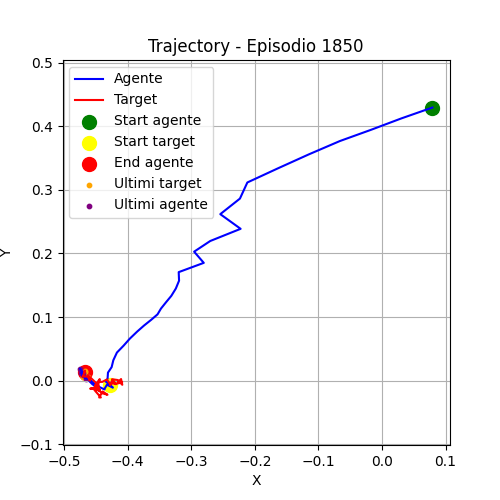 Trajectory - Episodio 1850
Agente
Target
Start agente
Start target
End agente
Ultimi target
Ultimi agente
0.5
0.4
0.3
0.2
0.1
0.0
−0.1
Y
−0.5
−0.4
−0.3
−0.2
−0.1
0.0
0.1
X